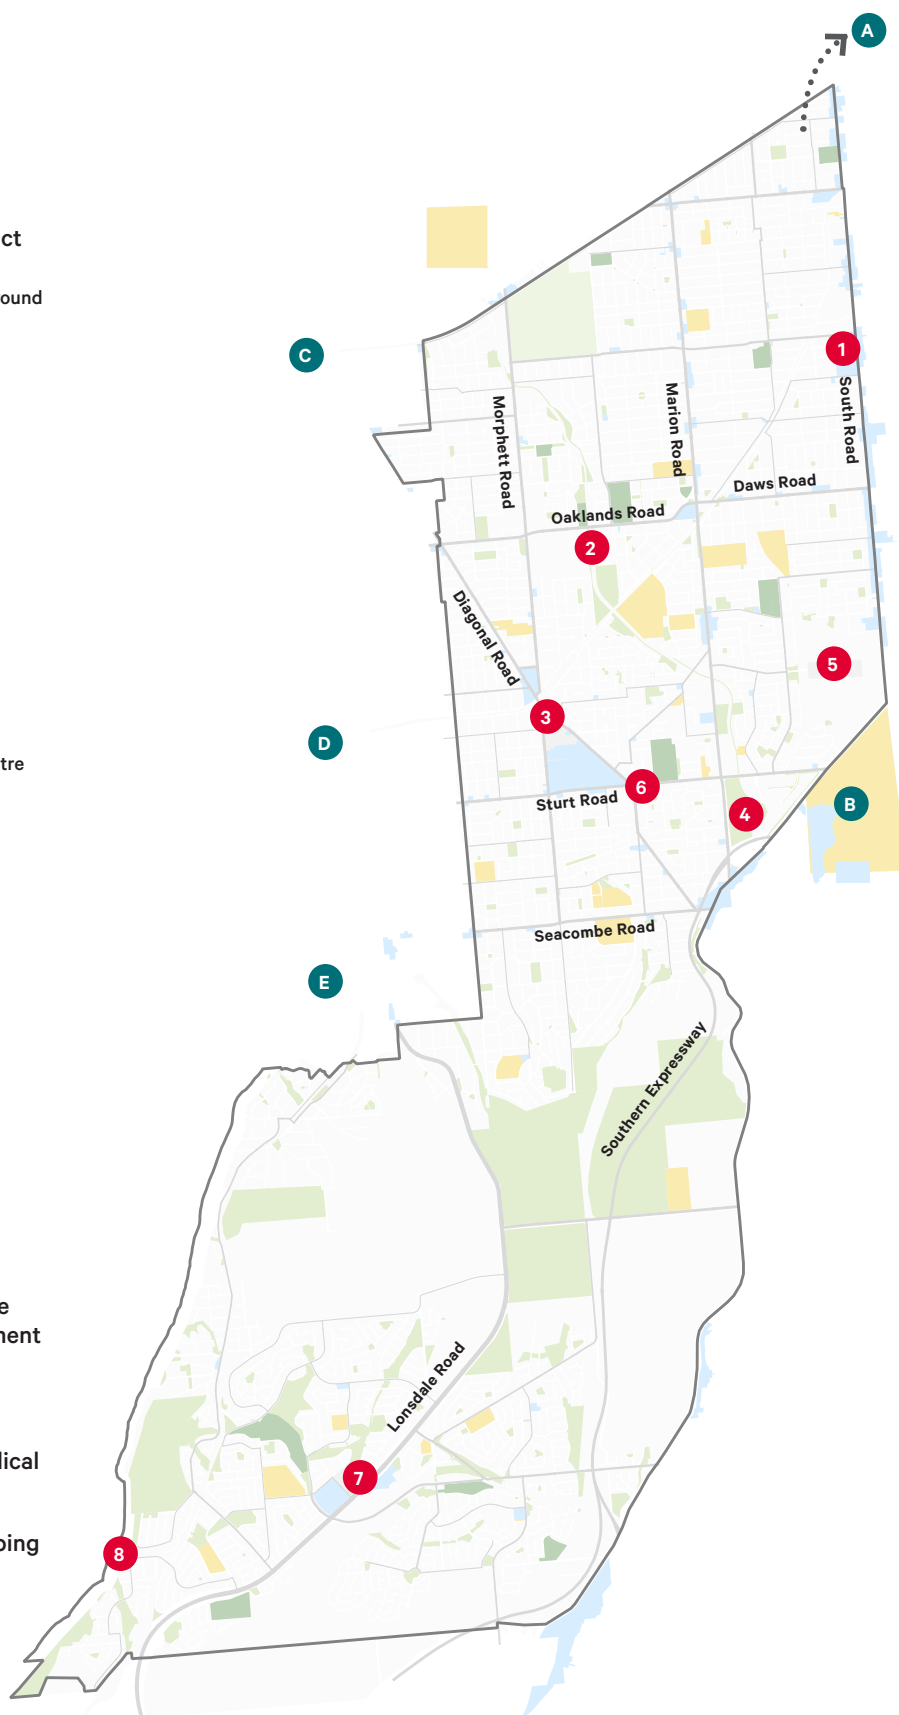 A
ct
ound
C
1
South Road
Marion Road
Morphett Road
Daws Road
Oaklands Road
2
Diagonal Road
5
3
D
tre
6
Sturt Road
B
4
Seacombe Road
E
Southern Expressway
e
nent
Lonsdale Road
lical
7
ping
8